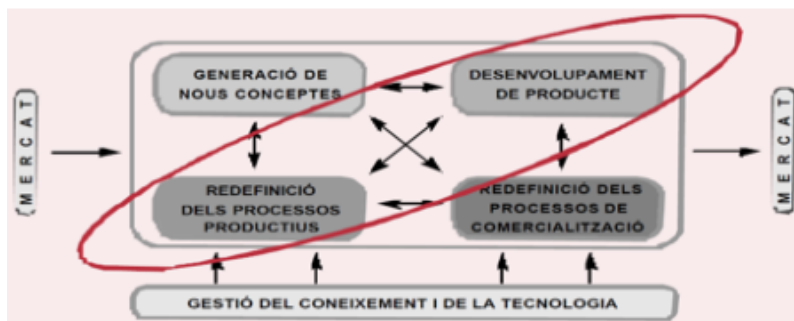 MERCAT
GENERACIÓ DE
NOUS CONCEPTES
DESENVOLUPAMENT
DE PRODUCTE
REDEFINICIÓ
DELS PROCESSOS
PRODUCTIUS
REDEFINICIÓ DELS
PROCESSOS DE
COMERCIALITZACIÓ
MERCAT
GESTIÓ DEL CONEIXEMENT I DE LA TECNOLOGIA